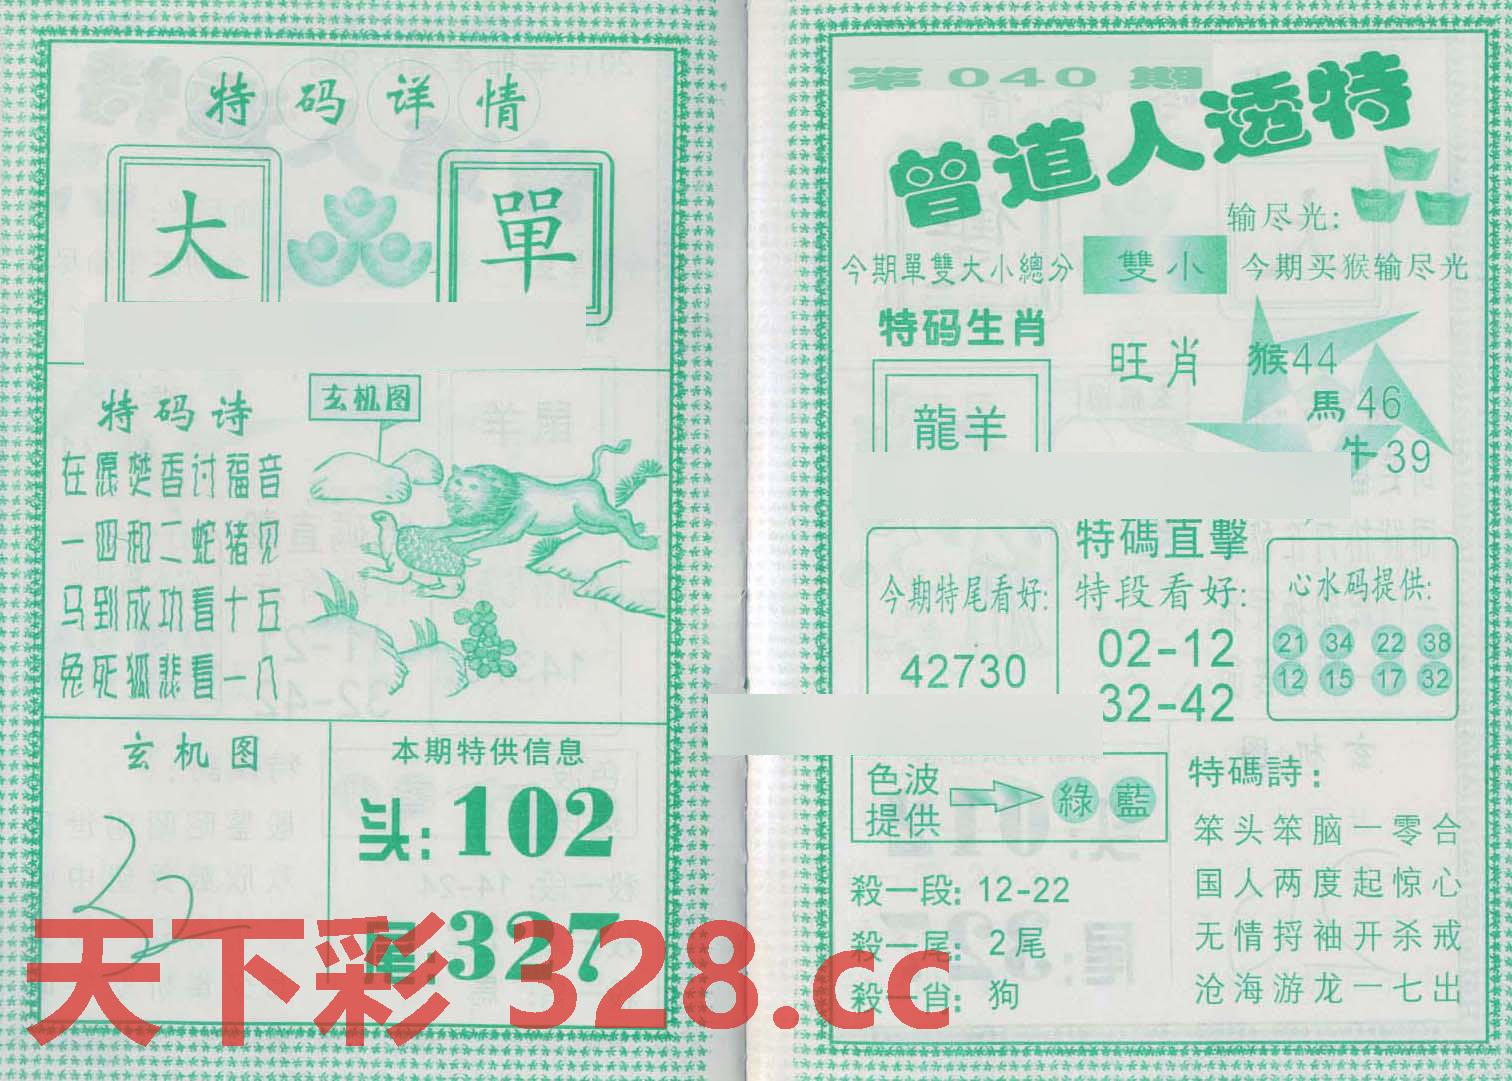 特码详情
大
單
特码诗
玄机图
在愿焚香讨福音
一四和二蛇猪见
马到成功看十五
兔死狐悲看一八
玄机图
本期特供信息
头:102
尾:327
第040期
曾道人透特
输尽光:
今期單雙大小總分
雙小
今期买猴输尽光
特码生肖
龍羊
旺肖
猴44
馬46
牛39
今期特尾看好:
42730
特碼直擊
特段看好:
02-12
32-42
心水码提供:
21 34 22 38
12 15 17 32
色波提供
綠 藍
殺一段: 12-22
殺一尾: 2尾
殺一肖: 狗
特碼詩:
笨头笨脑一零合
国人两度起惊心
无情捋袖开杀戒
沧海游龙一七出
天下彩 328.cc